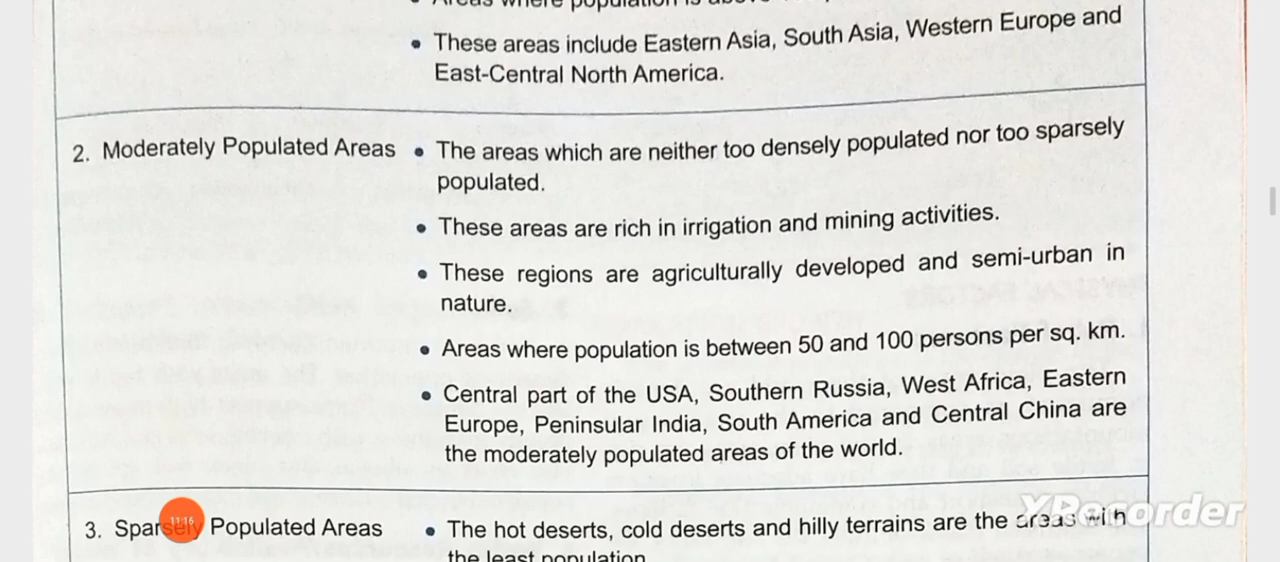 • These areas include Eastern Asia, South Asia, Western Europe and
East-Central North America.
2. Moderately Populated Areas • The areas which are neither too densely populated nor too sparsely
populated.
• These areas are rich in irrigation and mining activities.
• These regions are agriculturally developed and semi-urban in
nature.
• Areas where population is between 50 and 100 persons per sq. km.
• Central part of the USA, Southern Russia, West Africa, Eastern
Europe, Peninsular India, South America and Central China are
the moderately populated areas of the world.
3. Sparsely Populated Areas • The hot deserts, cold deserts and hilly terrains are the areas with
the least population
11:16
XRecorder